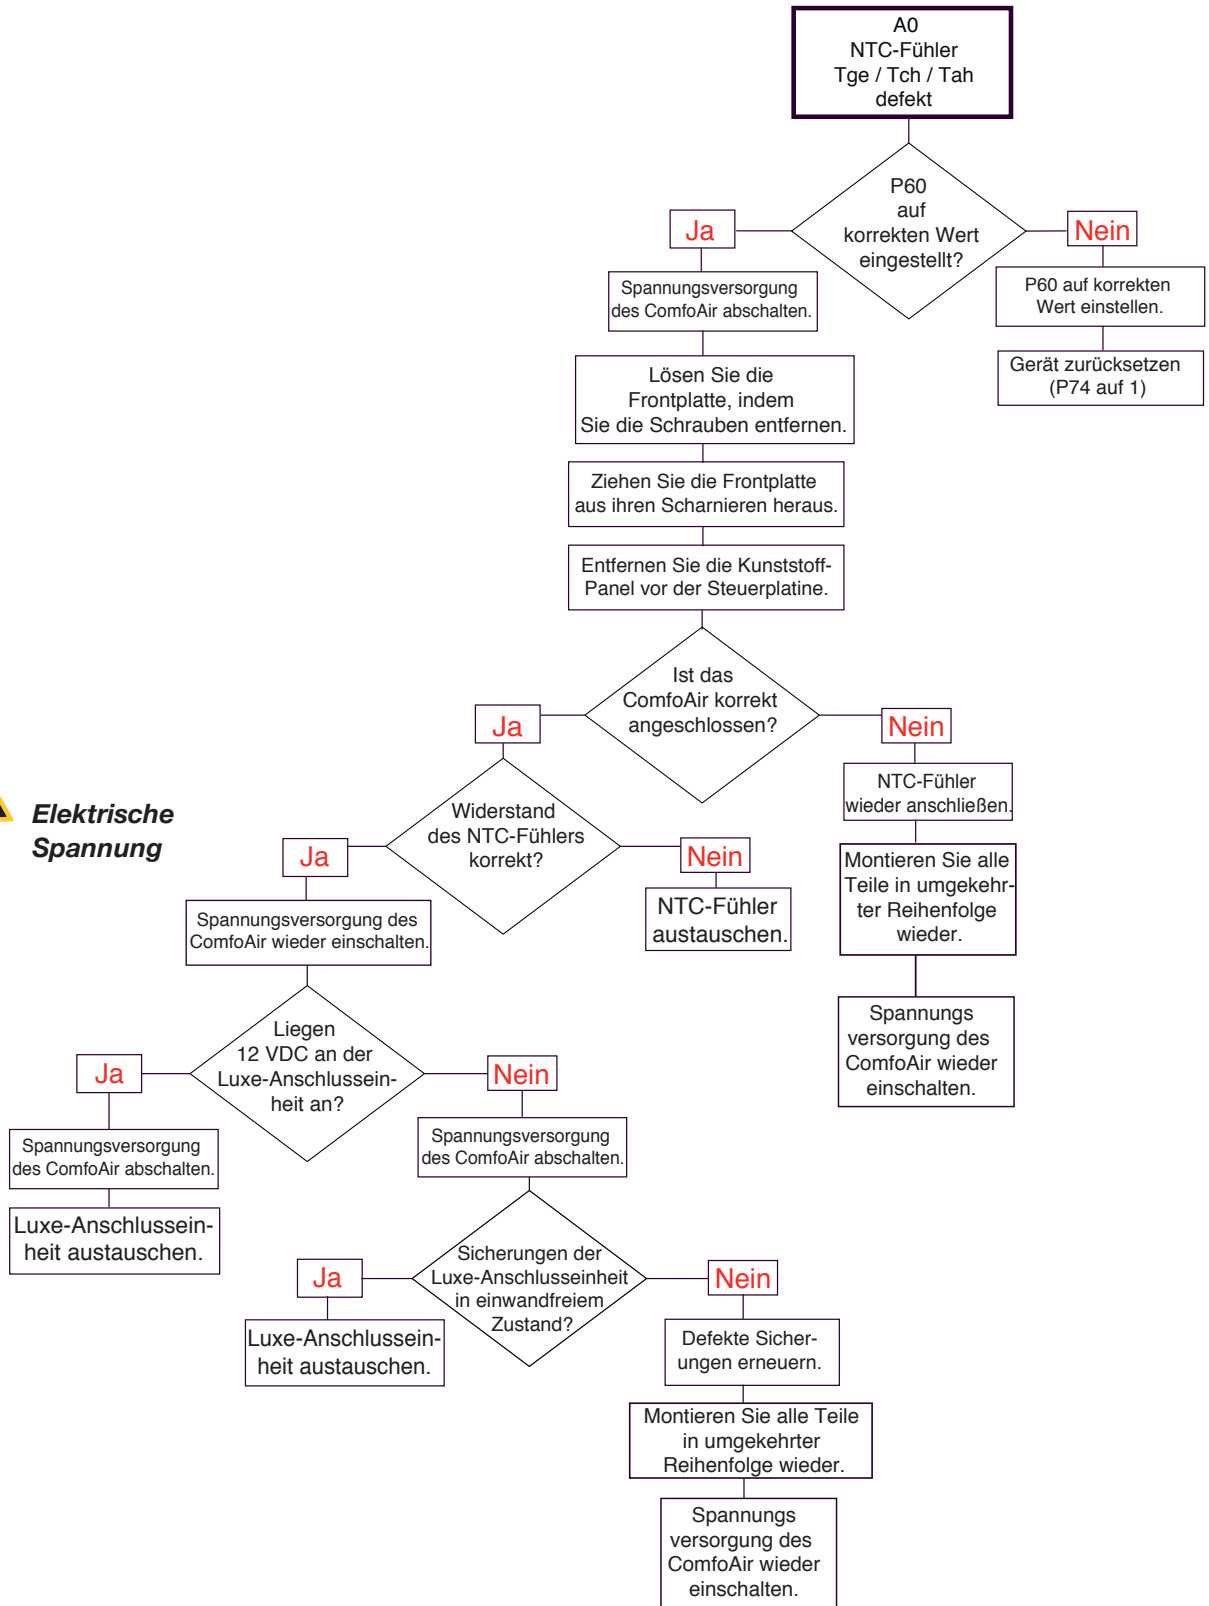 A0
NTC-Fühler
Tge / Tch / Tah
defekt
P60
auf
korrekten Wert
eingestellt?
Ja
Nein
Spannungsversorgung
des ComfoAir abschalten.
P60 auf korrekten
Wert einstellen.
Gerät zurücksetzen
(P74 auf 1)
Lösen Sie die
Frontplatte, indem
Sie die Schrauben entfernen.
Ziehen Sie die Frontplatte
aus ihren Scharnieren heraus.
Entfernen Sie die Kunststoff-
Panel vor der Steuerplatine.
Ist das
ComfoAir korrekt
angeschlossen?
Ja
Nein
NTC-Fühler
wieder anschließen.
Montieren Sie alle
Teile in umgekehr-
ter Reihenfolge
wieder.
Spannungs
versorgung des
ComfoAir wieder
einschalten.
Elektrische
Spannung
Widerstand
des NTC-Fühlers
korrekt?
Ja
Nein
NTC-Fühler
austauschen.
Spannungsversorgung des
ComfoAir wieder einschalten.
Liegen
12 VDC an der
Luxe-Anschlussein-
heit an?
Ja
Nein
Spannungsversorgung
des ComfoAir abschalten.
Luxe-Anschlussein-
heit austauschen.
Spannungsversorgung
des ComfoAir abschalten.
Sicherungen der
Luxe-Anschlusseinheit
in einwandfreiem
Zustand?
Ja
Nein
Luxe-Anschlussein-
heit austauschen.
Defekte Sicher-
ungen erneuern.
Montieren Sie alle Teile
in umgekehrter
Reihenfolge wieder.
Spannungs
versorgung des
ComfoAir wieder
einschalten.